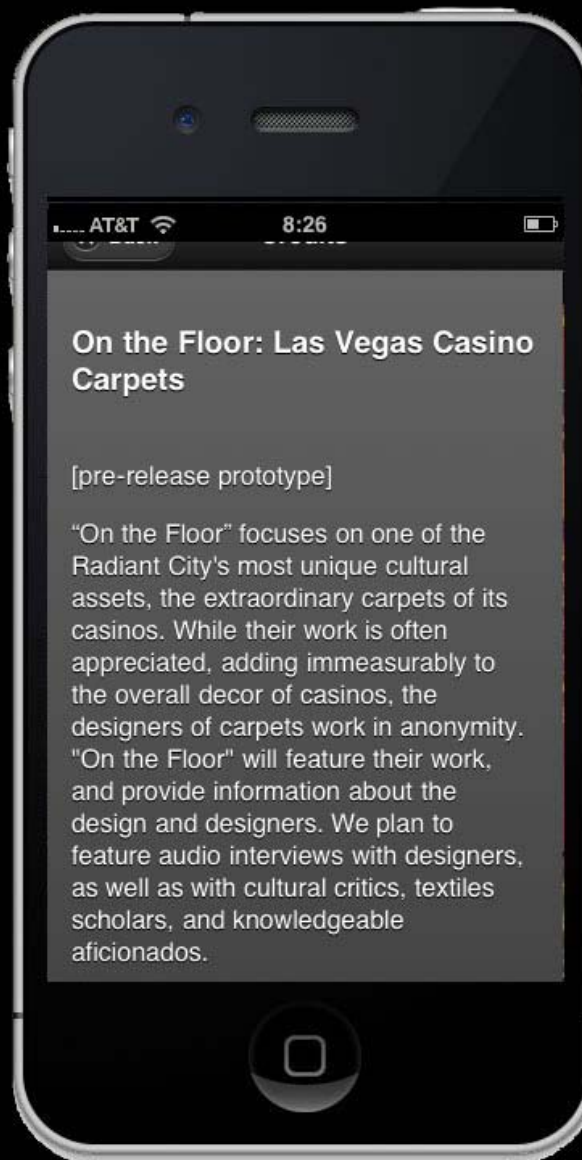 AT&T 8:26
On the Floor: Las Vegas Casino
Carpets
[pre-release prototype]
“On the Floor” focuses on one of the
Radiant City's most unique cultural
assets, the extraordinary carpets of its
casinos. While their work is often
appreciated, adding immeasurably to
the overall decor of casinos, the
designers of carpets work in anonymity.
"On the Floor" will feature their work,
and provide information about the
design and designers. We plan to
feature audio interviews with designers,
as well as with cultural critics, textiles
scholars, and knowledgeable
aficionados.